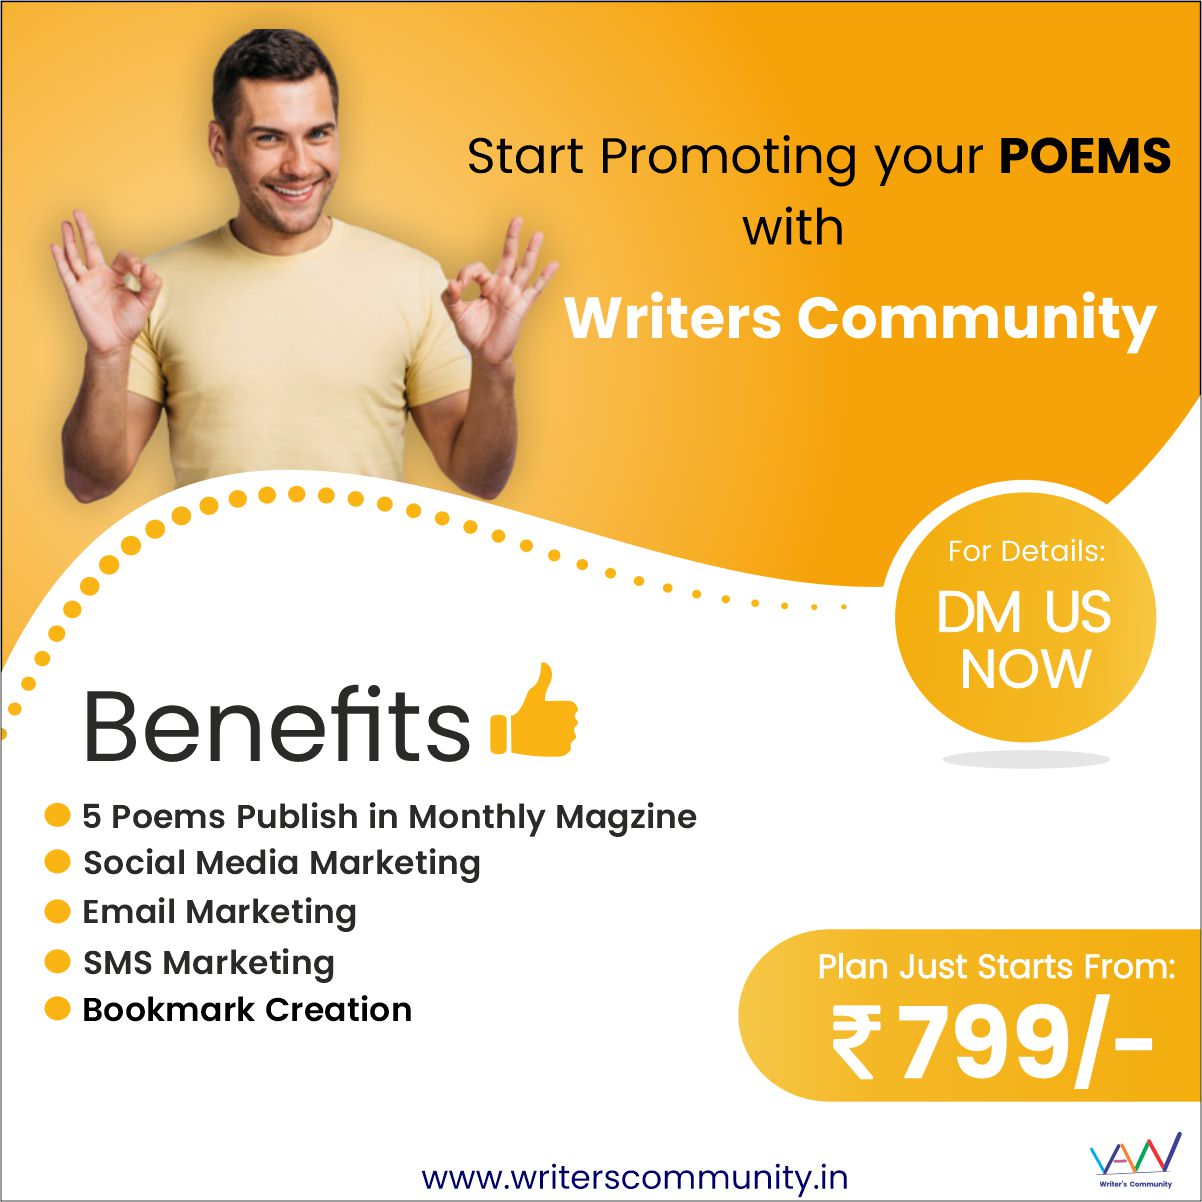 Start Promoting your POEMS
with
Writers Community
For Details:
DM US
NOW
Benefits
5 Poems Publish in Monthly Magzine
Social Media Marketing
Email Marketing
SMS Marketing
Bookmark Creation
Plan Just Starts From:
₹799/-
www.writerscommunity.in
Writer's Community